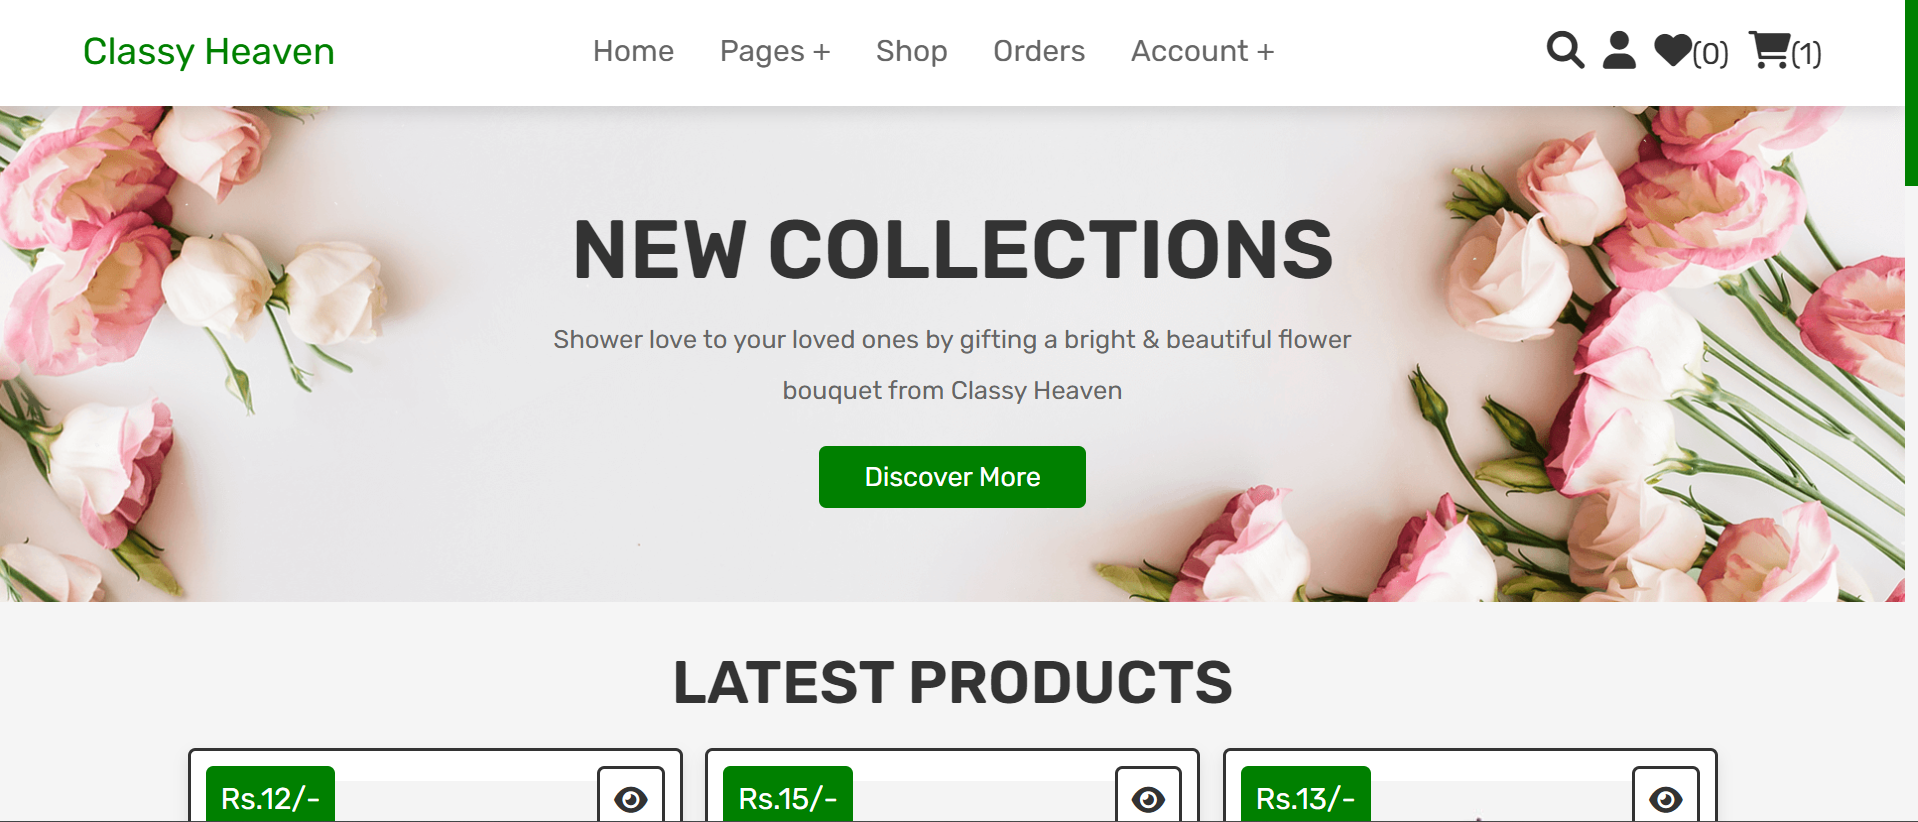 Classy Heaven Home Pages + Shop Orders Account + (0) (1)
NEW COLLECTIONS
Shower love to your loved ones by gifting a bright & beautiful flower
bouquet from Classy Heaven
Discover More
LATEST PRODUCTS
Rs.12/- Rs.15/- Rs.13/-